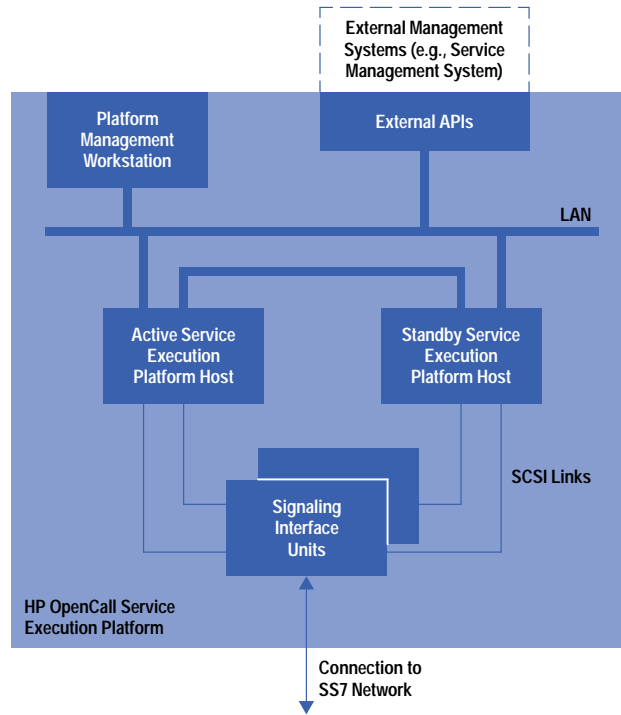 External Management
Systems (e.g., Service
Management System)
Platform
Management
Workstation
External APIs
LAN
Active Service
Execution
Platform Host
Standby Service
Execution
Platform Host
SCSI Links
Signaling
Interface
Units
HP OpenCall Service
Execution Platform
Connection to
SS7 Network